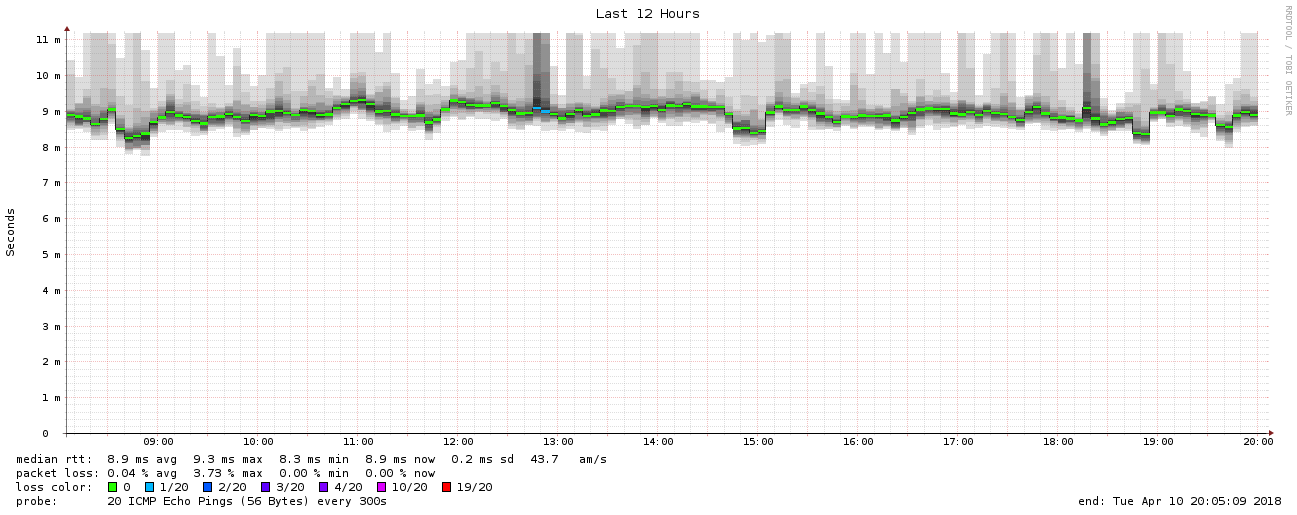 Last 12 Hours
RRDTOOL / TOBI OETIKER
Seconds
11 m
10 m
9 m
8 m
7 m
6 m
5 m
4 m
3 m
2 m
1 m
0
09:00 10:00 11:00 12:00 13:00 14:00 15:00 16:00 17:00 18:00 19:00 20:00
median rtt: 8.9 ms avg 9.3 ms max 8.3 ms min 8.9 ms now 0.2 ms sd 43.7 am/s
packet loss: 0.04 % avg 3.73 % max 0.00 % min 0.00 % now
loss color: 0 1/20 2/20 3/20 4/20 10/20 19/20
probe: 20 ICMP Echo Pings (56 Bytes) every 300s end: Tue Apr 10 20:05:09 2018